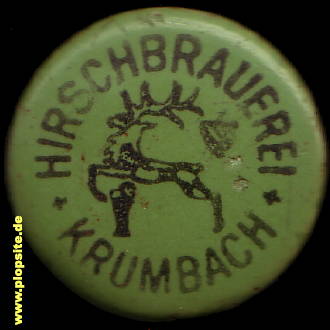 HIRSCHBRAUEREI
* KRUMBACH *
www.plopsite.de